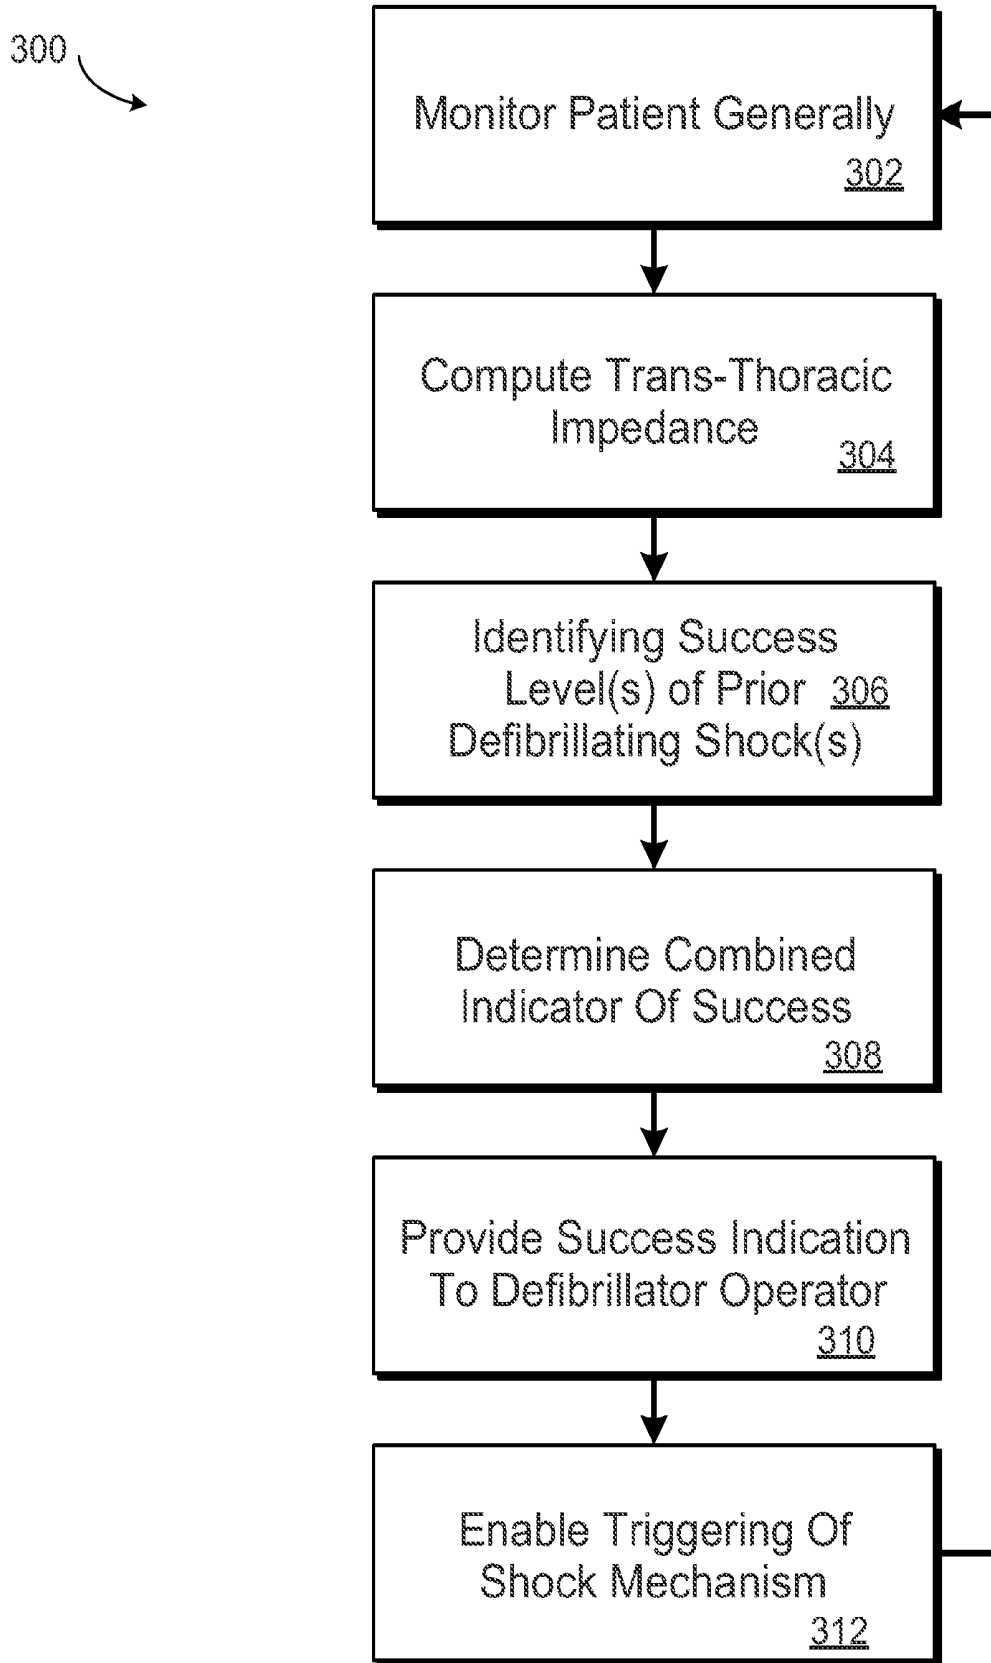 300
Monitor Patient Generally
302
Compute Trans-Thoracic
Impedance
304
Identifying Success
Level(s) of Prior 306
Defibrillating Shock(s)
Determine Combined
Indicator Of Success
308
Provide Success Indication
To Defibrillator Operator
310
Enable Triggering Of
Shock Mechanism
312